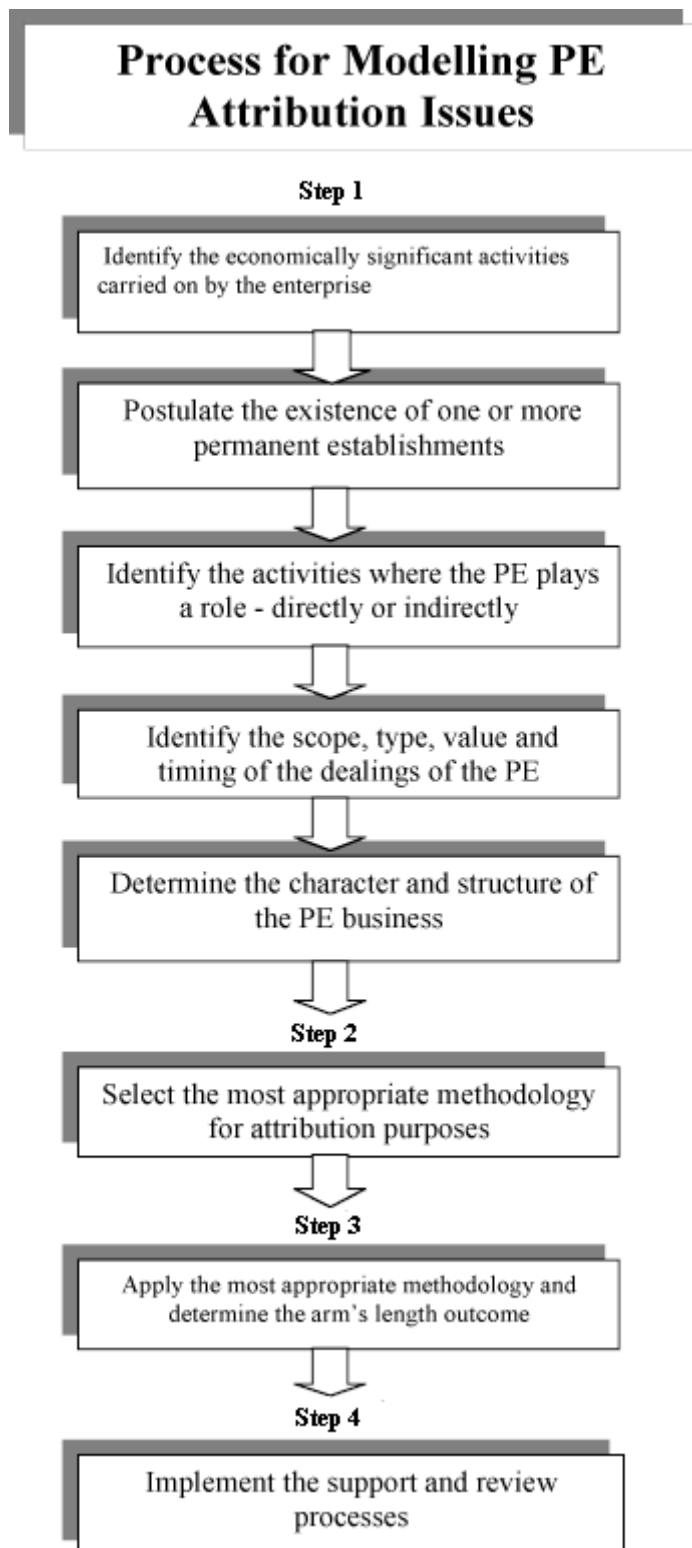 Process for Modelling PE
Attribution Issues
Step 1
Identify the economically significant activities
carried on by the enterprise
Postulate the existence of one or more
permanent establishments
Identify the activities where the PE plays
a role - directly or indirectly
Identify the scope, type, value and
timing of the dealings of the PE
Determine the character and structure of
the PE business
Step 2
Select the most appropriate methodology
for attribution purposes
Step 3
Apply the most appropriate methodology and
determine the arm's length outcome
Step 4
Implement the support and review
processes